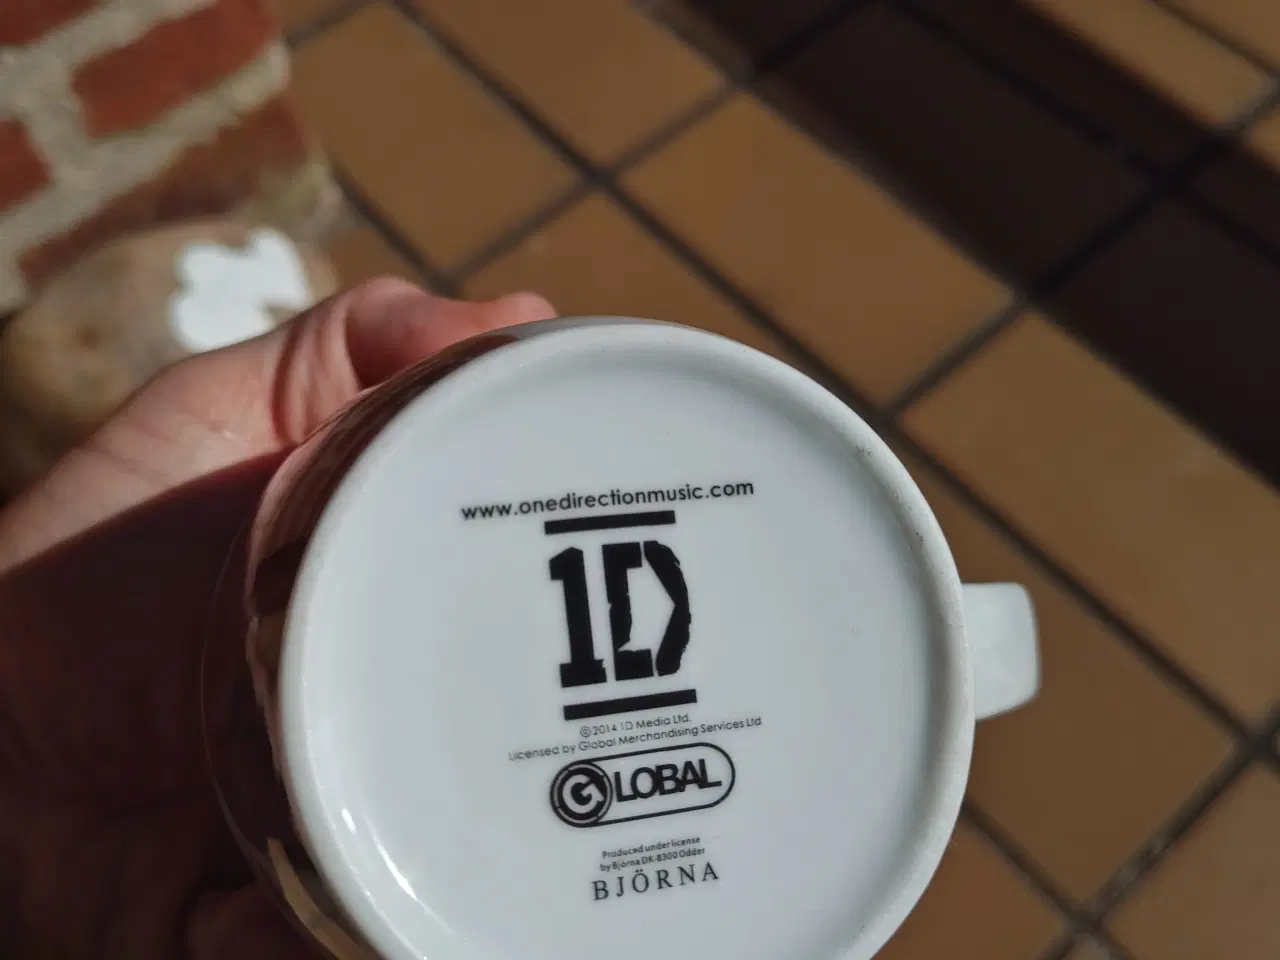 www.onedirectionmusic.com
1D
©2014 1D Media Ltd.
Licensed by Global Merchandising Services Ltd
GLOBAL
Produced under license
by Björna DK-8300 Odder
BJÖRNA